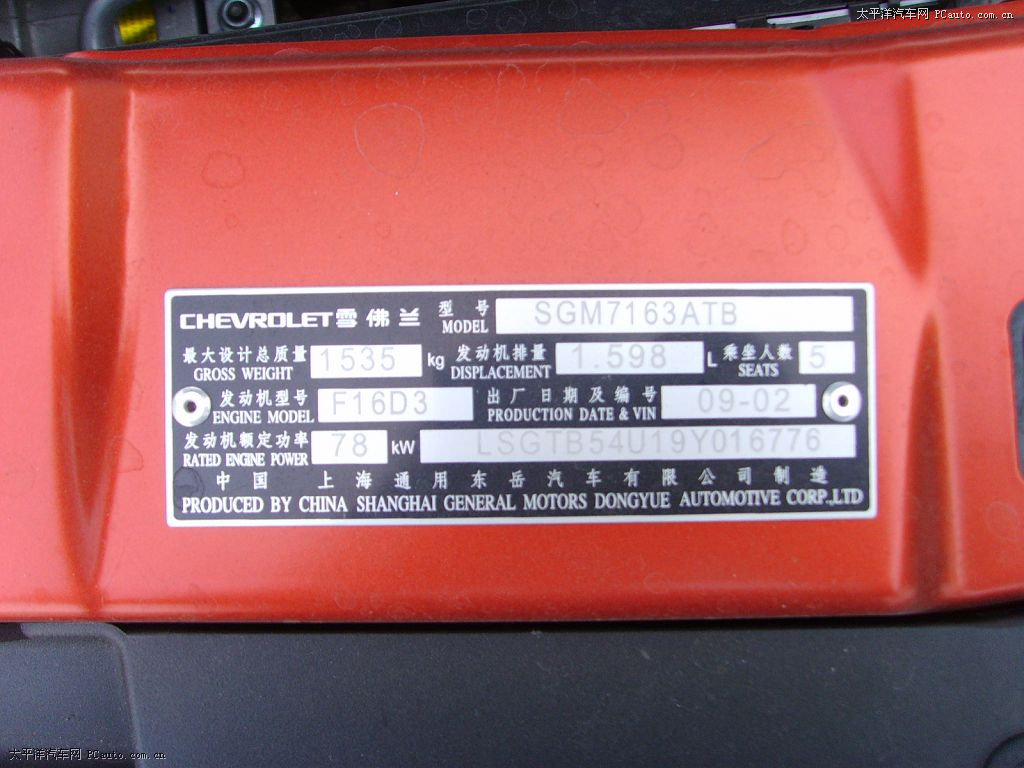 太平洋汽车网 PCauto.com.cn
CHEVROLET雪佛兰 型号 MODEL SGM7163ATB
最大设计总质量 GROSS WEIGHT 1535 kg 发动机排量 DISPLACEMENT 1.598 L 乘坐人数 SEATS 5
发动机型号 ENGINE MODEL F16D3 出厂日期及编号 PRODUCTION DATE & VIN 09-02
发动机额定功率 RATED ENGINE POWER 78 kW LSGTB54U19Y016776
中国 上海通用东岳汽车有限公司制造
PRODUCED BY CHINA SHANGHAI GENERAL MOTORS DONGYUE AUTOMOTIVE CORP.,LTD
太平洋汽车网 PCauto.com.cn